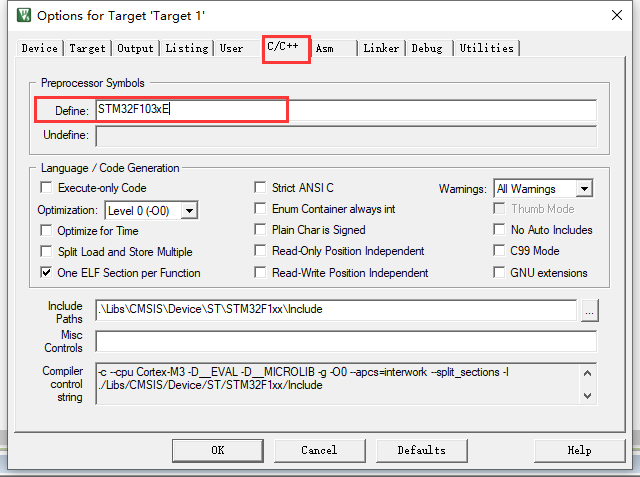 Options for Target 'Target 1'
Device Target Output Listing User C/C++ Asm Linker Debug Utilities
Preprocessor Symbols
Define: STM32F103xE
Undefine:
Language / Code Generation
Execute-only Code Strict ANSI C Warnings: All Warnings
Optimization: Level 0 (-O0) Enum Container always int Thumb Mode
Optimize for Time Plain Char is Signed No Auto Includes
Split Load and Store Multiple Read-Only Position Independent C99 Mode
One ELF Section per Function Read-Write Position Independent GNU extensions
Include
Paths
.\Libs\CMSIS\Device\ST\STM32F1xx\Include
...
Misc
Controls
Compiler
control
string
-c --cpu Cortex-M3 -D__EVAL -D__MICROLIB -g -O0 --apcs=interwork --split_sections -I
./Libs/CMSIS/Device/ST/STM32F1xx/Include
OK Cancel Defaults Help